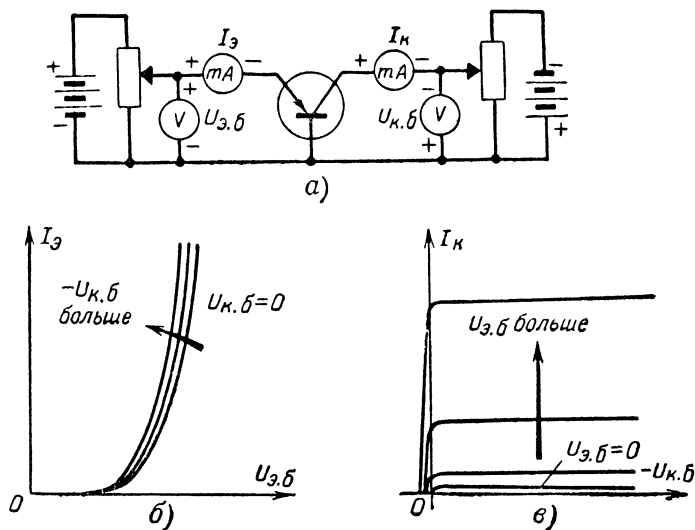 Iэ
Iк
+ + - + - -
mA mA
+ -
V Uэ.б Uк.б V
- - + +
а)
Iэ
-Uк.б
больше
Uк.б=0
0
Uэ.б
б)
Iк
Uэ.б больше
Uэ.б=0
-Uк.б
0
в)